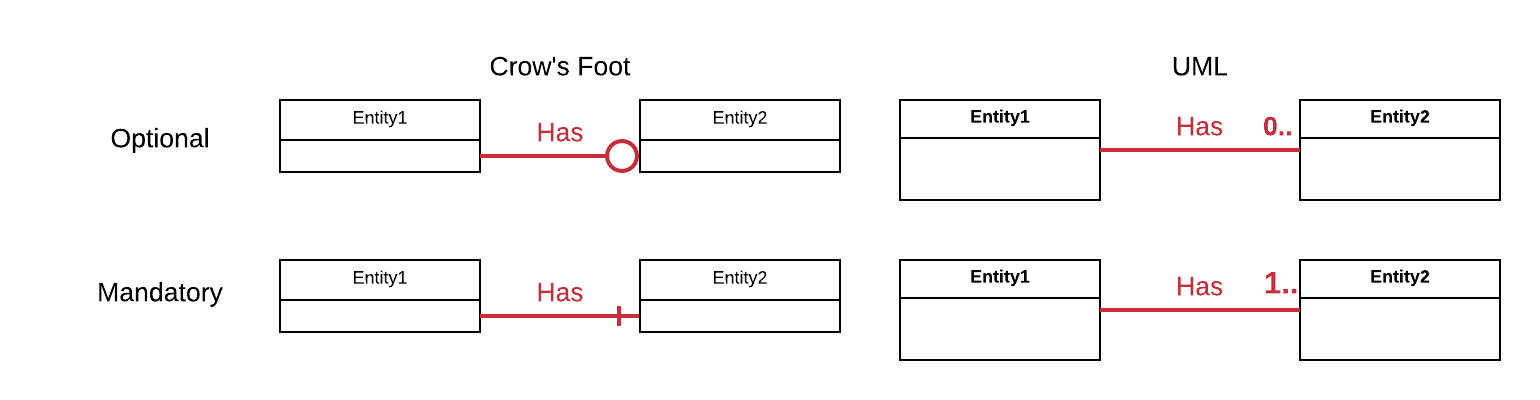 Crow's Foot
UML
Optional
Entity1
Has
Entity2
Entity1
Has
0..
Entity2
Mandatory
Entity1
Has
Entity2
Entity1
Has
1..
Entity2